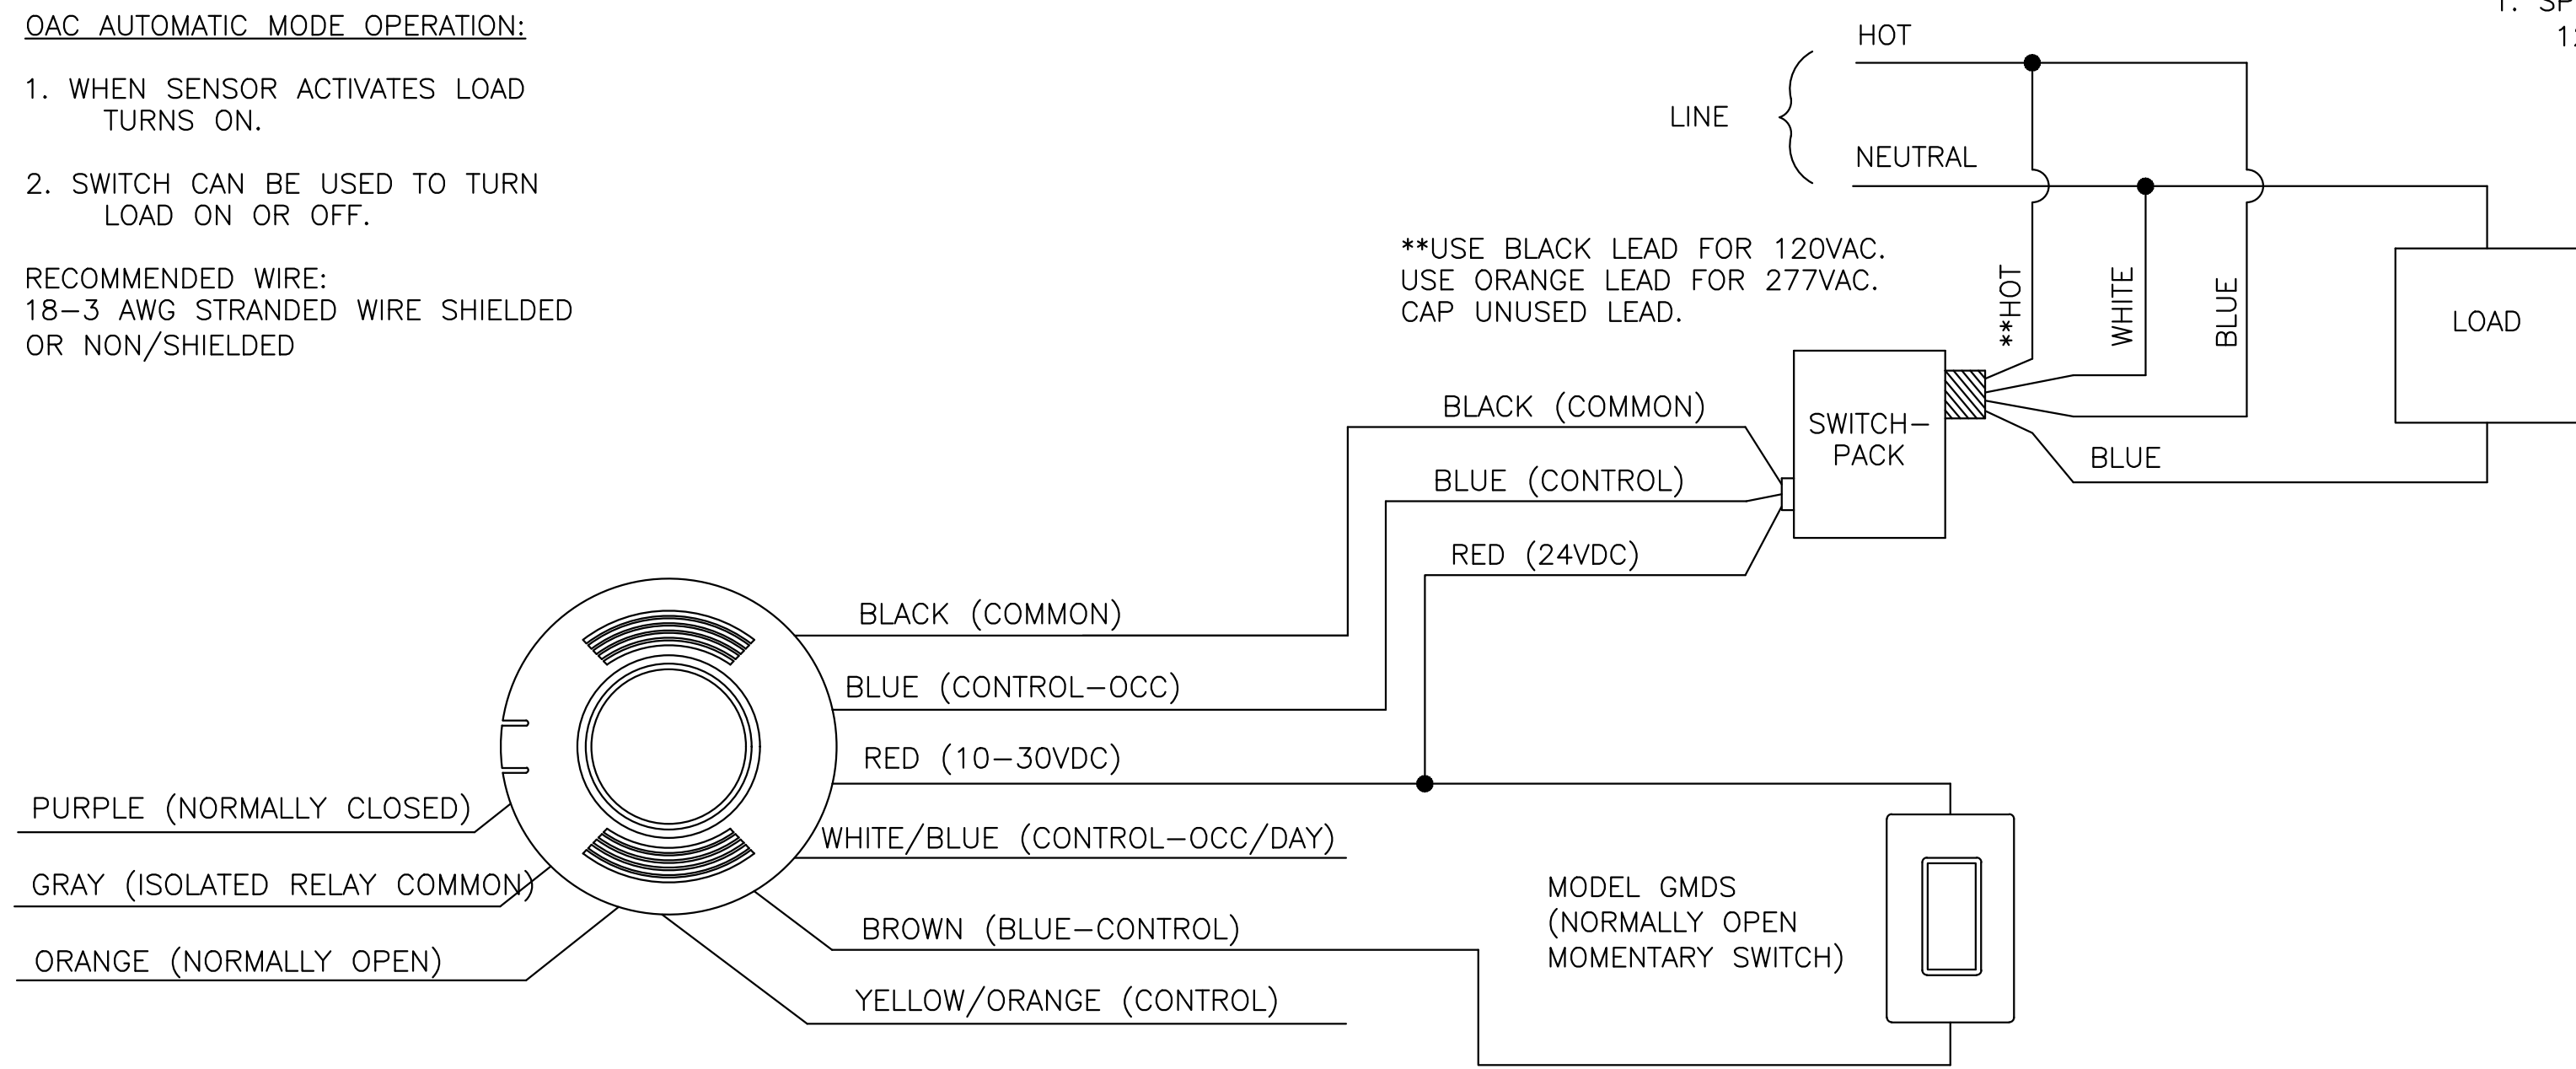 OAC AUTOMATIC MODE OPERATION:
1. WHEN SENSOR ACTIVATES LOAD
TURNS ON.
2. SWITCH CAN BE USED TO TURN
LOAD ON OR OFF.
RECOMMENDED WIRE:
18-3 AWG STRANDED WIRE SHIELDED
OR NON/SHIELDED
HOT
LINE
NEUTRAL
**USE BLACK LEAD FOR 120VAC.
USE ORANGE LEAD FOR 277VAC.
CAP UNUSED LEAD.
**HOT
WHITE
BLUE
LOAD
SWITCH-
PACK
BLUE
BLACK (COMMON)
BLUE (CONTROL)
RED (24VDC)
BLACK (COMMON)
BLUE (CONTROL-OCC)
RED (10-30VDC)
WHITE/BLUE (CONTROL-OCC/DAY)
BROWN (BLUE-CONTROL)
YELLOW/ORANGE (CONTROL)
PURPLE (NORMALLY CLOSED)
GRAY (ISOLATED RELAY COMMON)
ORANGE (NORMALLY OPEN)
MODEL GMDS
(NORMALLY OPEN
MOMENTARY SWITCH)